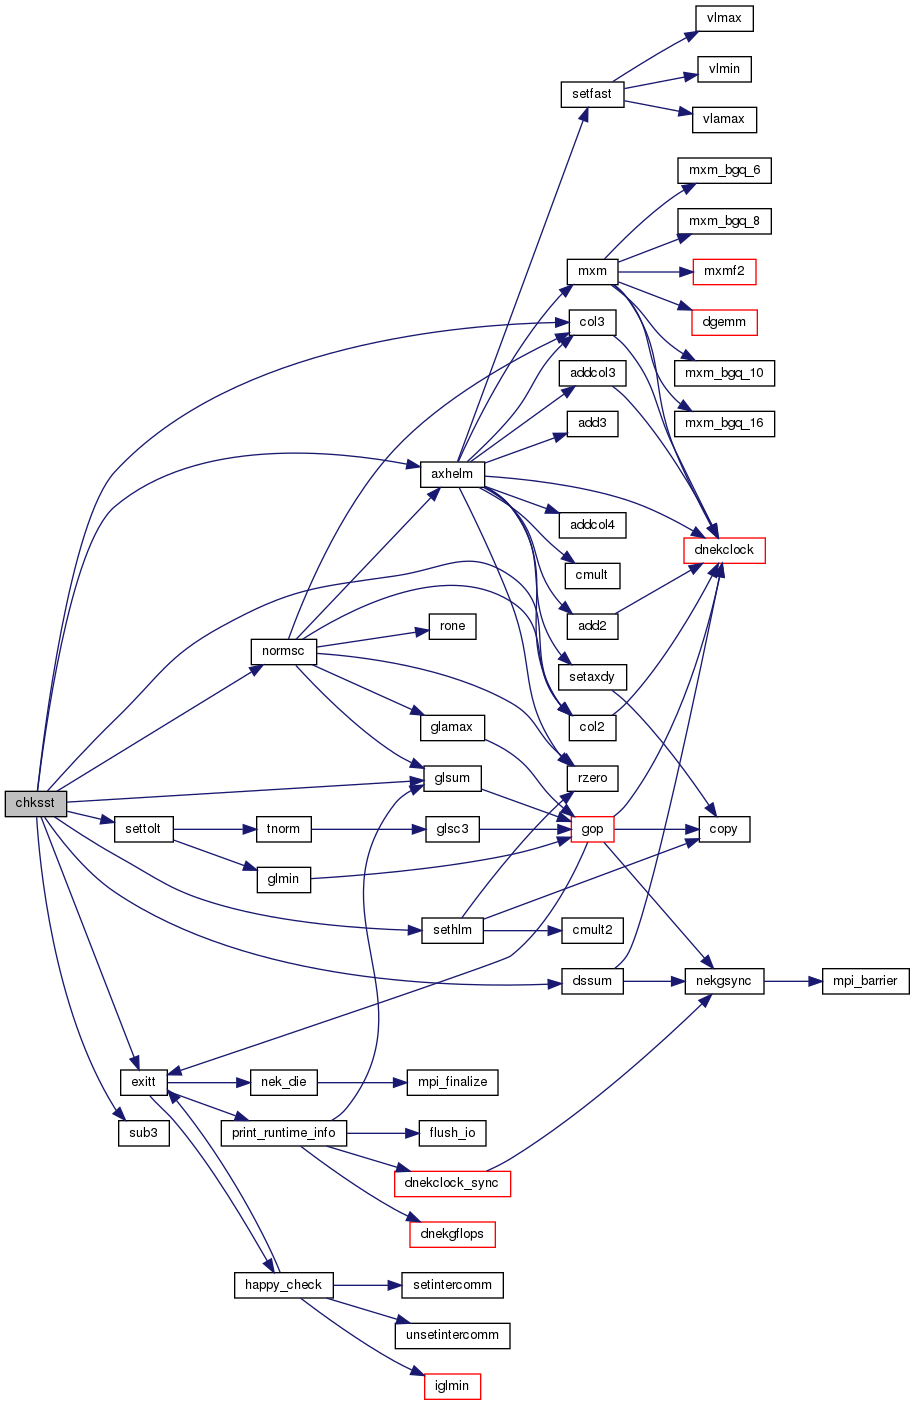 vlmax
vlmin
setfast
vlamax
mxm_bgq_6
mxm_bgq_8
mxm
mxmf2
col3
dgemm
addcol3
mxm_bgq_10
add3
mxm_bgq_16
axhelm
addcol4
dnekclock
cmult
rone
add2
normsc
setaxdy
glamax
col2
glsum
rzero
chksst
settolt
tnorm
glsc3
gop
copy
glmin
sethlm
cmult2
dssum
nekgsync
mpi_barrier
exitt
nek_die
mpi_finalize
sub3
print_runtime_info
flush_io
dnekclock_sync
dnekgflops
happy_check
setintercomm
unsetintercomm
iglmin